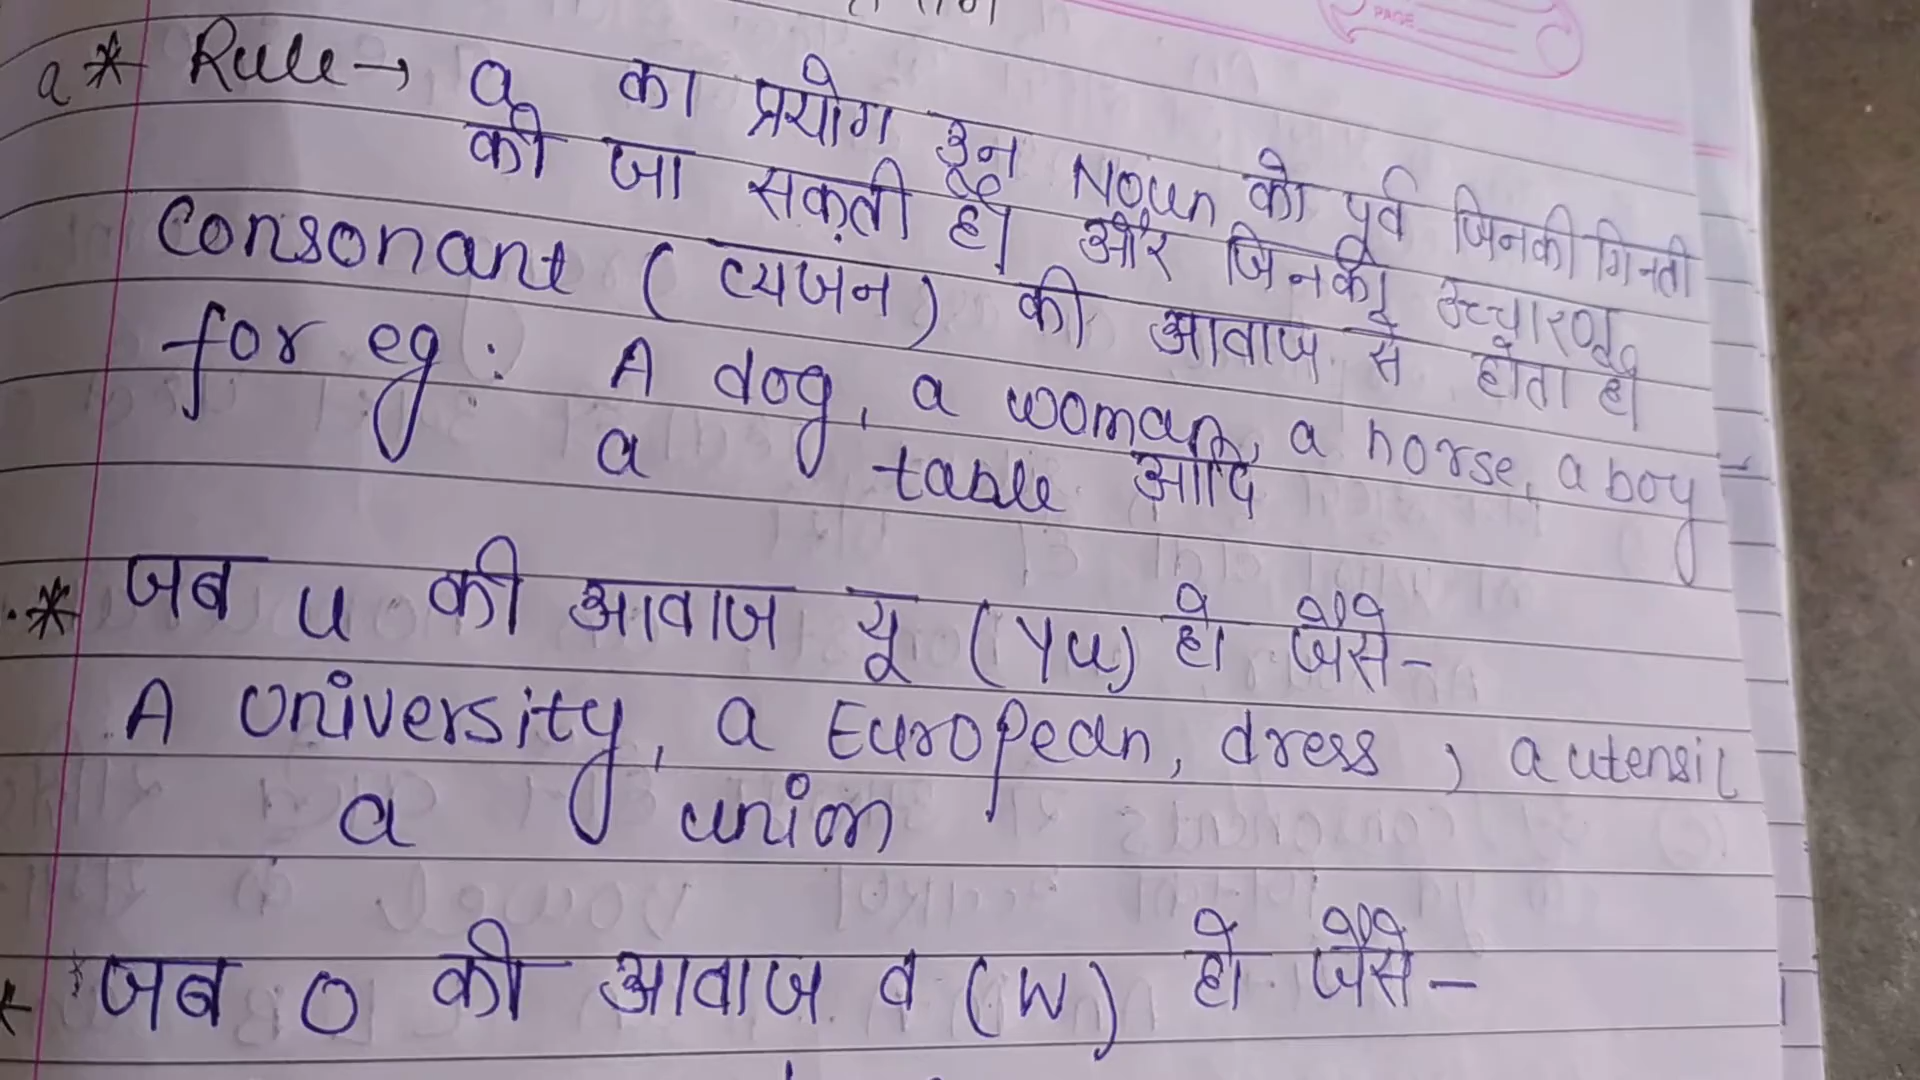 a* Rule → a का प्रयोग उन Noun को पूर्व जिनकी गिनती
की जा सकती है। और जिनकी उच्चारण
Consonant (व्यजन) की आवाज से होता है।
for eg: A dog, a woman, a horse, a boy
a table आदि
* जब u की आवाज यू (Yu) हो जैसे-
A University, a European, dress, a utensil
a union
* जब o की आवाज व (W) हो जैसे-